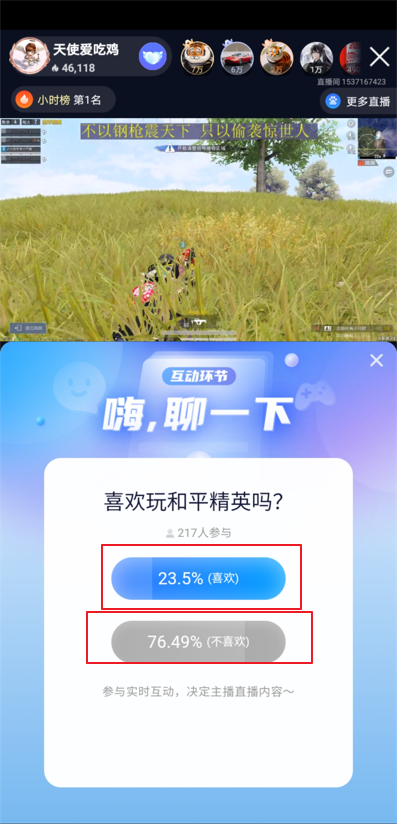 天使爱吃鸡
46,118
7万
6万
1万
直播间 1537167423
小时榜 第1名
更多直播
不以钢枪震天下 只以偷袭惊世人
互动环节
嗨,聊一下
喜欢玩和平精英吗?
217人参与
23.5% (喜欢)
76.49% (不喜欢)
参与实时互动，决定主播直播内容～